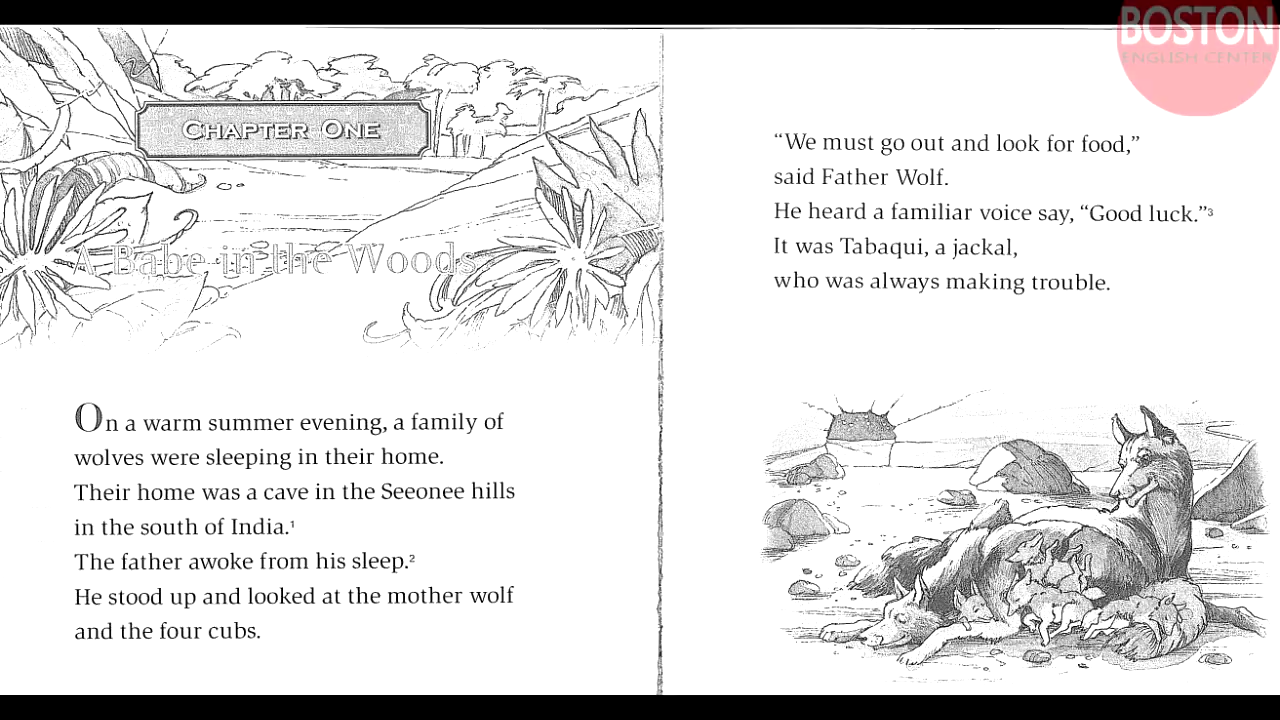 BOSTON
ENGLISH CENTER
CHAPTER ONE
A Babe in the Woods
On a warm summer evening, a family of
wolves were sleeping in their home.
Their home was a cave in the Seeonee hills
in the south of India.¹
The father awoke from his sleep.²
He stood up and looked at the mother wolf
and the four cubs.
“We must go out and look for food,”
said Father Wolf.
He heard a familiar voice say, “Good luck.”³
It was Tabaqui, a jackal,
who was always making trouble.